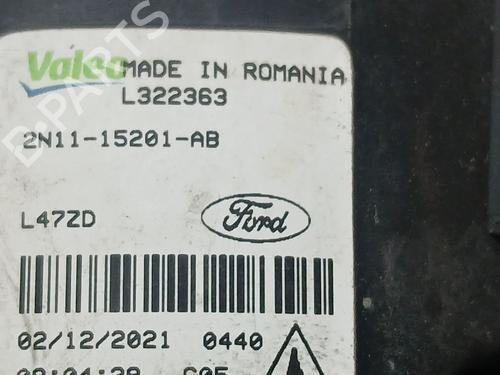 Valeo MADE IN ROMANIA
L322363
2N11-15201-AB
L47ZD
Ford
02/12/2021 0440